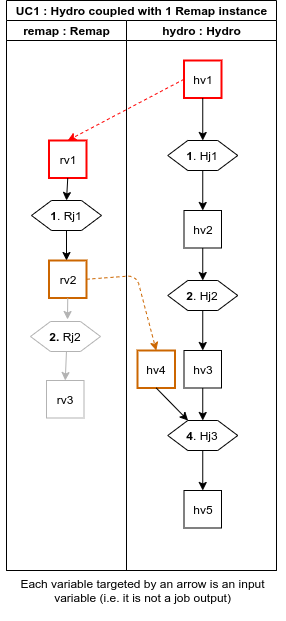 UC1 : Hydro coupled with 1 Remap instance
remap : Remap
hydro : Hydro
hv1
rv1
1. Hj1
1. Rj1
hv2
rv2
2. Hj2
2. Rj2
hv4
hv3
rv3
4. Hj3
hv5
Each variable targeted by an arrow is an input
variable (i.e. it is not a job output)